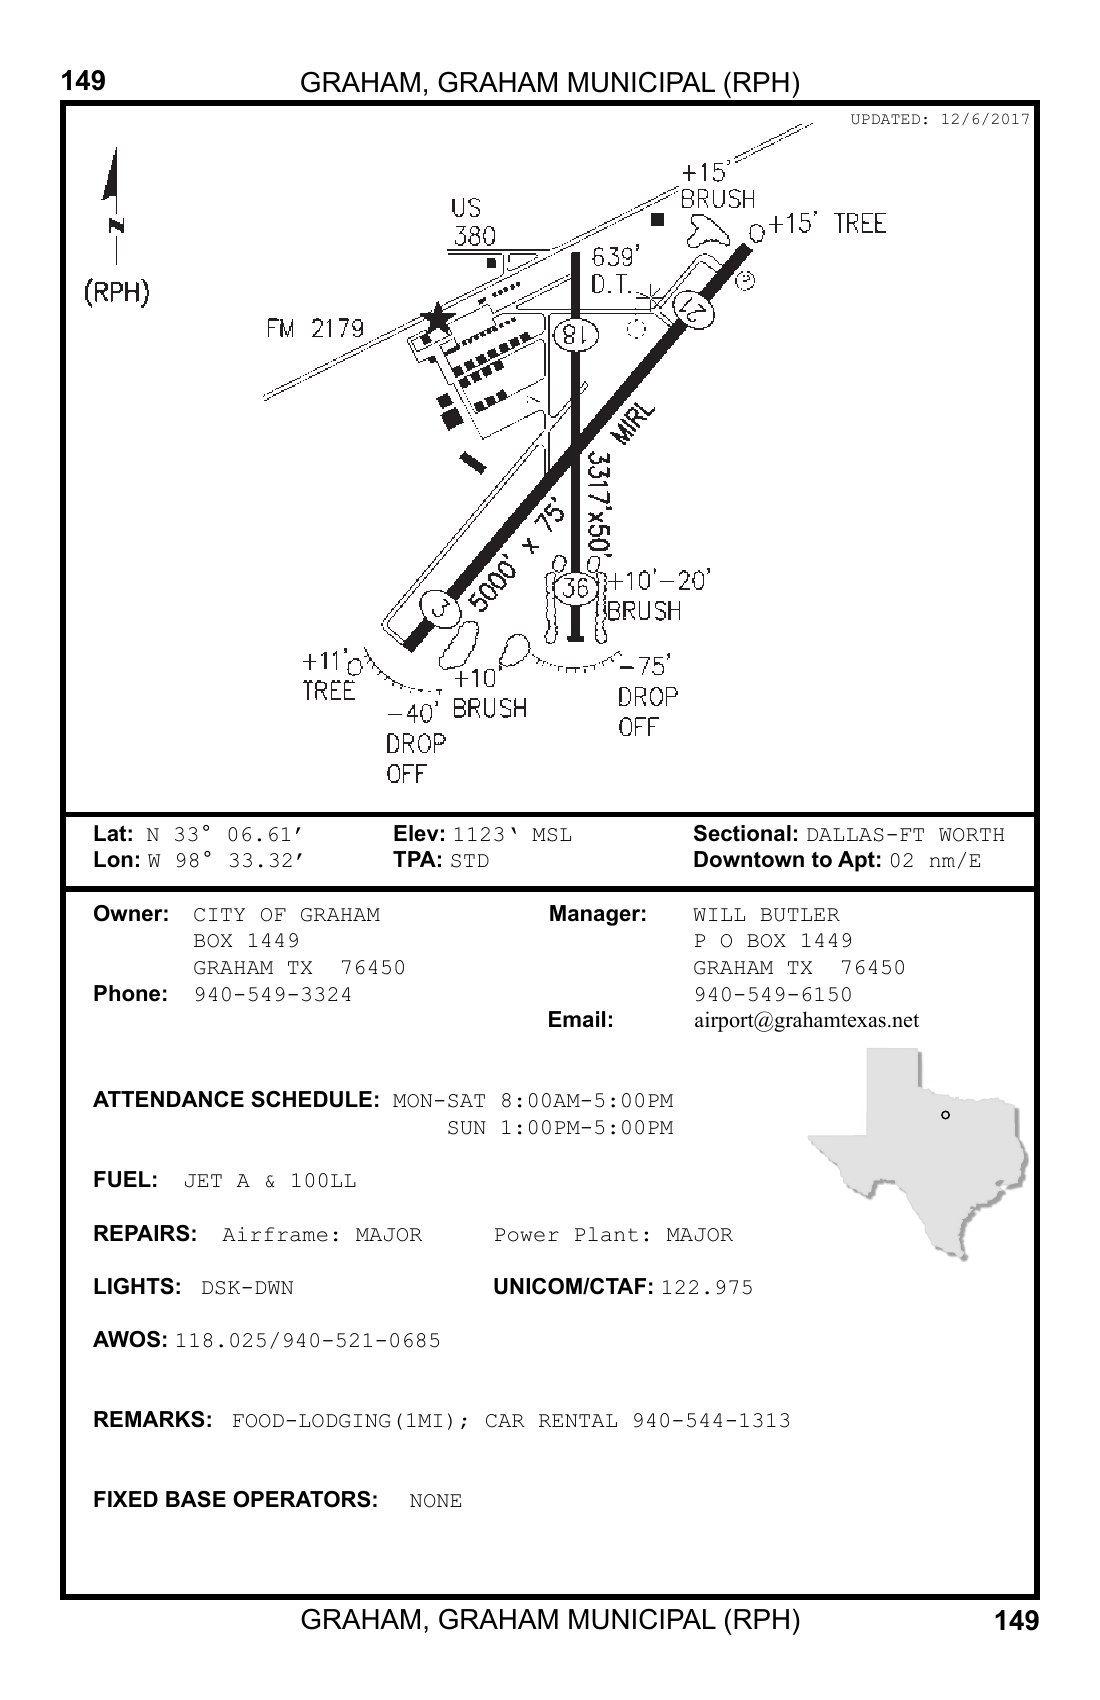 149
GRAHAM, GRAHAM MUNICIPAL (RPH)
UPDATED: 12/6/2017
N
(RPH)
US
380
+15'
BRUSH
+15' TREE
639'
D.T.
FM 2179
18
21
MIRL
3317'x50'
5000' x 75'
3
36
+10'-20'
BRUSH
+11'
TREE
+10'
BRUSH
-40'
DROP
OFF
-75'
DROP
OFF
Lat: N 33° 06.61′ Elev: 1123‘ MSL Sectional: DALLAS-FT WORTH
Lon: W 98° 33.32′ TPA: STD Downtown to Apt: 02 nm/E
Owner: CITY OF GRAHAM Manager: WILL BUTLER
BOX 1449 P O BOX 1449
GRAHAM TX 76450 GRAHAM TX 76450
Phone: 940-549-3324 940-549-6150
Email: airport@grahamtexas.net
ATTENDANCE SCHEDULE: MON-SAT 8:00AM-5:00PM
SUN 1:00PM-5:00PM
FUEL: JET A & 100LL
REPAIRS: Airframe: MAJOR Power Plant: MAJOR
LIGHTS: DSK-DWN UNICOM/CTAF: 122.975
AWOS: 118.025/940-521-0685
REMARKS: FOOD-LODGING(1MI); CAR RENTAL 940-544-1313
FIXED BASE OPERATORS: NONE
GRAHAM, GRAHAM MUNICIPAL (RPH)
149